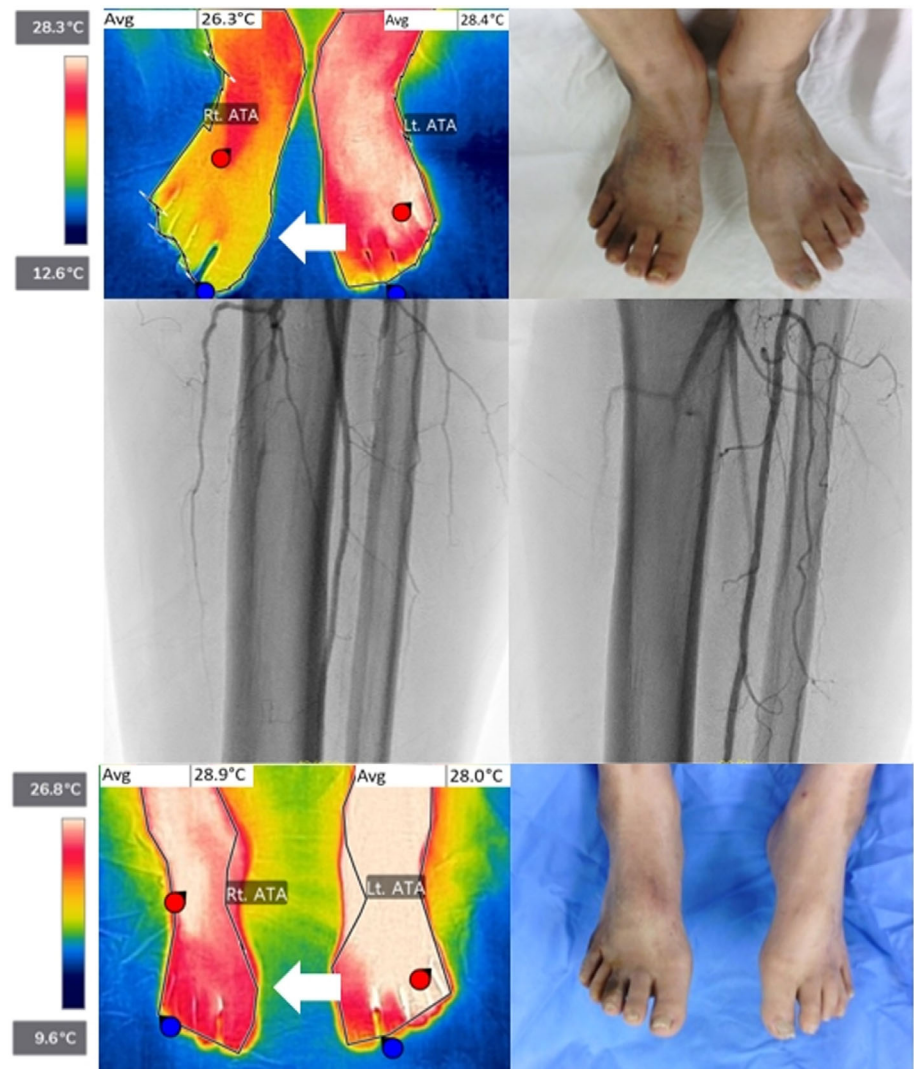 28.3°C
Avg 26.3°C Avg 28.4°C
Rt. ATA
Lt. ATA
12.6°C
26.8°C
Avg 28.9°C Avg 28.0°C
Rt. ATA Lt. ATA
9.6°C